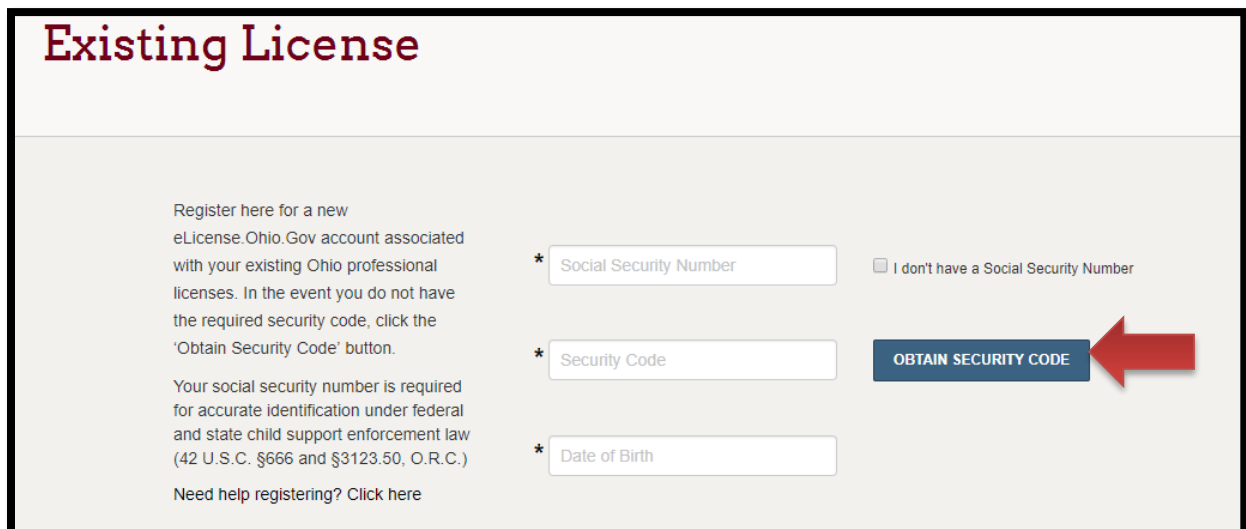 Existing License
Register here for a new
eLicense.Ohio.Gov account associated
with your existing Ohio professional
licenses. In the event you do not have
the required security code, click the
‘Obtain Security Code’ button.
Your social security number is required
for accurate identification under federal
and state child support enforcement law
(42 U.S.C. §666 and §3123.50, O.R.C.)
Need help registering? Click here
* Social Security Number
I don't have a Social Security Number
* Security Code
OBTAIN SECURITY CODE
* Date of Birth